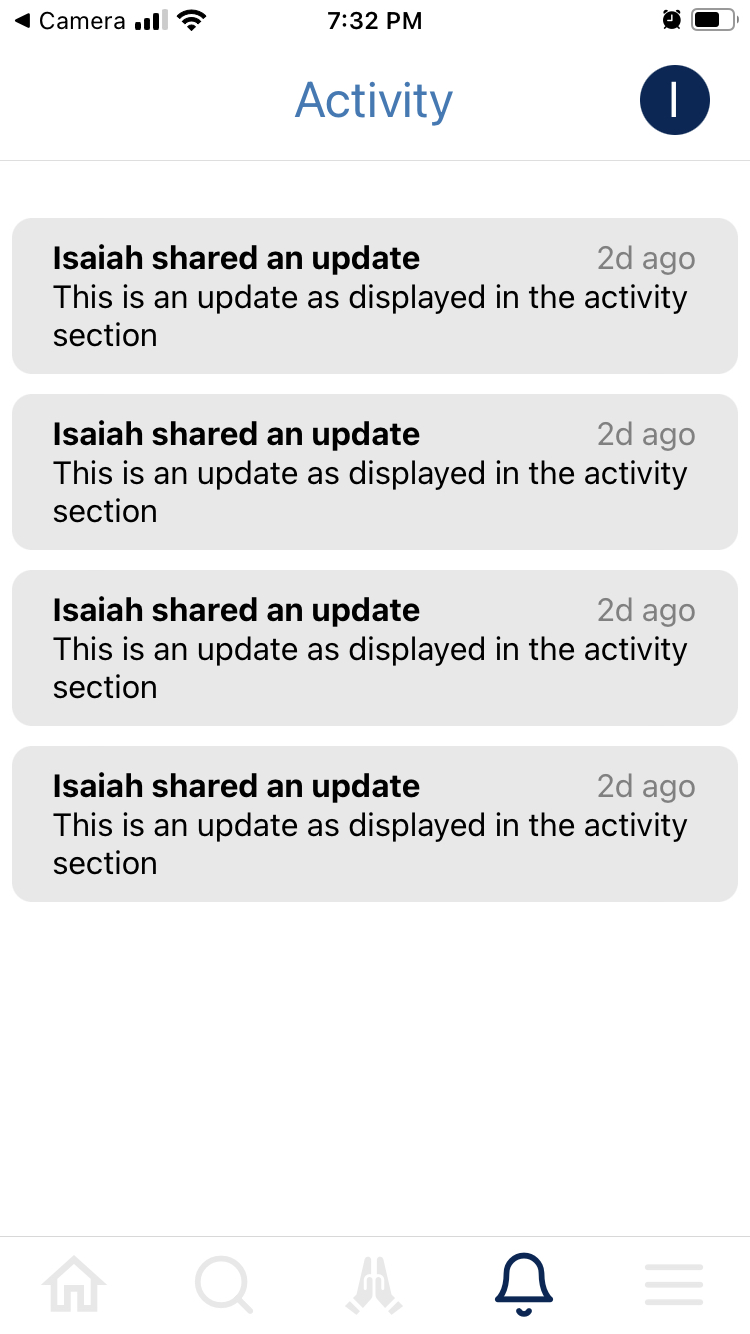 Camera 7:32 PM
Activity I
Isaiah shared an update 2d ago
This is an update as displayed in the activity
section
Isaiah shared an update 2d ago
This is an update as displayed in the activity
section
Isaiah shared an update 2d ago
This is an update as displayed in the activity
section
Isaiah shared an update 2d ago
This is an update as displayed in the activity
section